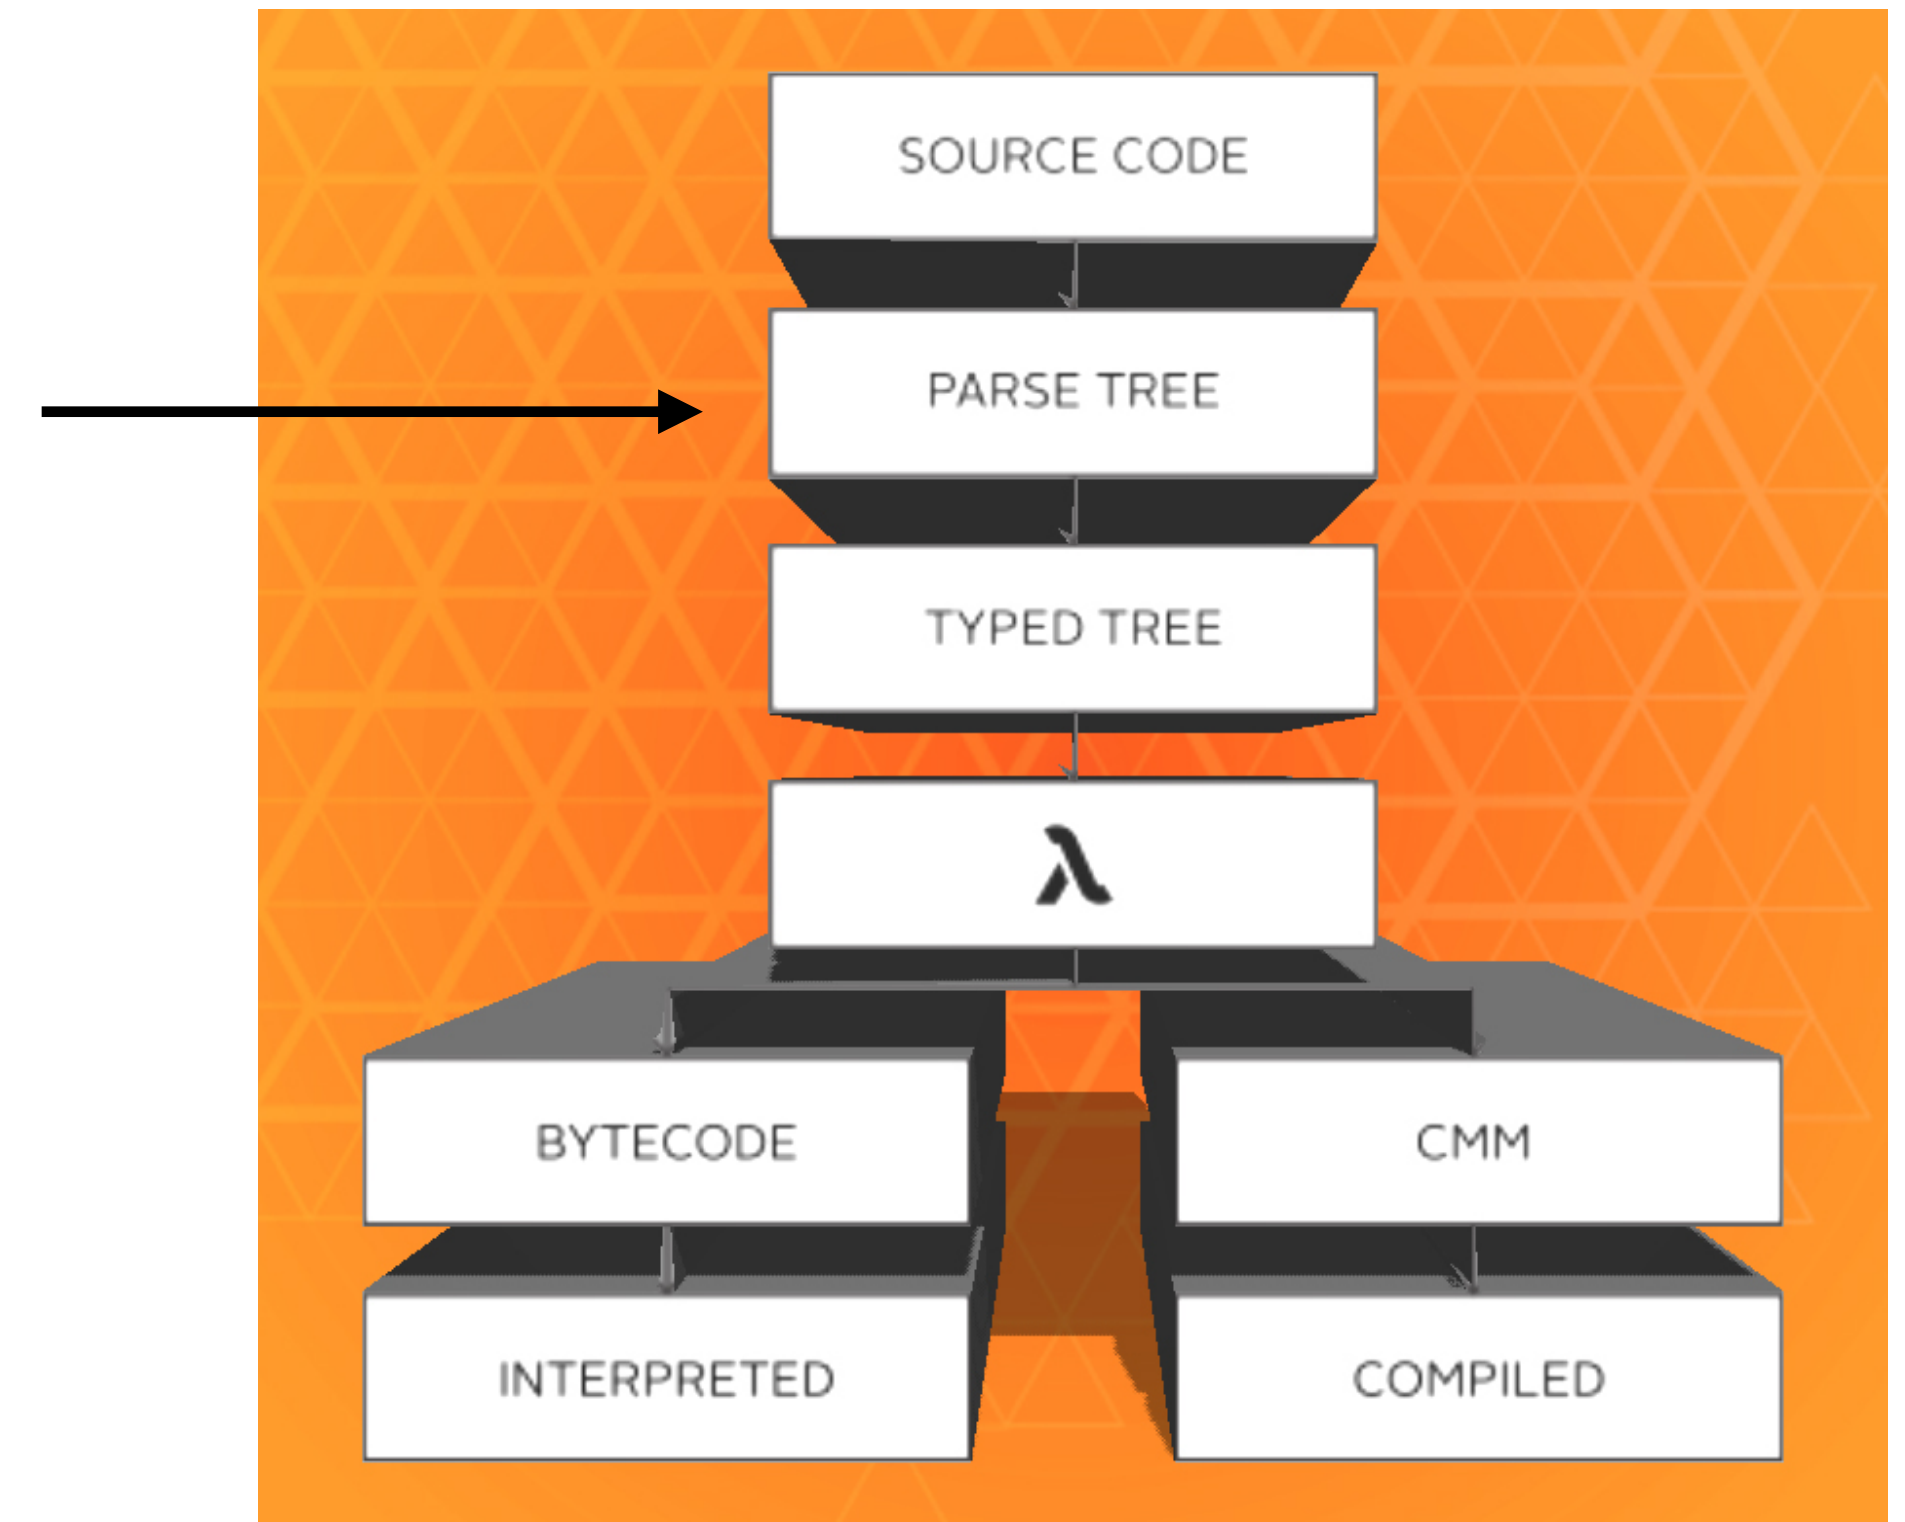 SOURCE CODE
PARSE TREE
TYPED TREE
λ
BYTECODE
CMM
INTERPRETED
COMPILED